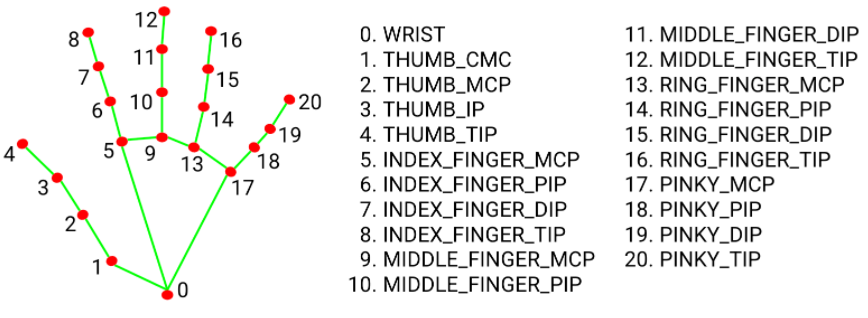 12
8
16
11
7
15
6
10
20
14
19
4
5
9
13
18
3
17
2
1
0
0. WRIST
1. THUMB_CMC
2. THUMB_MCP
3. THUMB_IP
4. THUMB_TIP
5. INDEX_FINGER_MCP
6. INDEX_FINGER_PIP
7. INDEX_FINGER_DIP
8. INDEX_FINGER_TIP
9. MIDDLE_FINGER_MCP
10. MIDDLE_FINGER_PIP
11. MIDDLE_FINGER_DIP
12. MIDDLE_FINGER_TIP
13. RING_FINGER_MCP
14. RING_FINGER_PIP
15. RING_FINGER_DIP
16. RING_FINGER_TIP
17. PINKY_MCP
18. PINKY_PIP
19. PINKY_DIP
20. PINKY_TIP